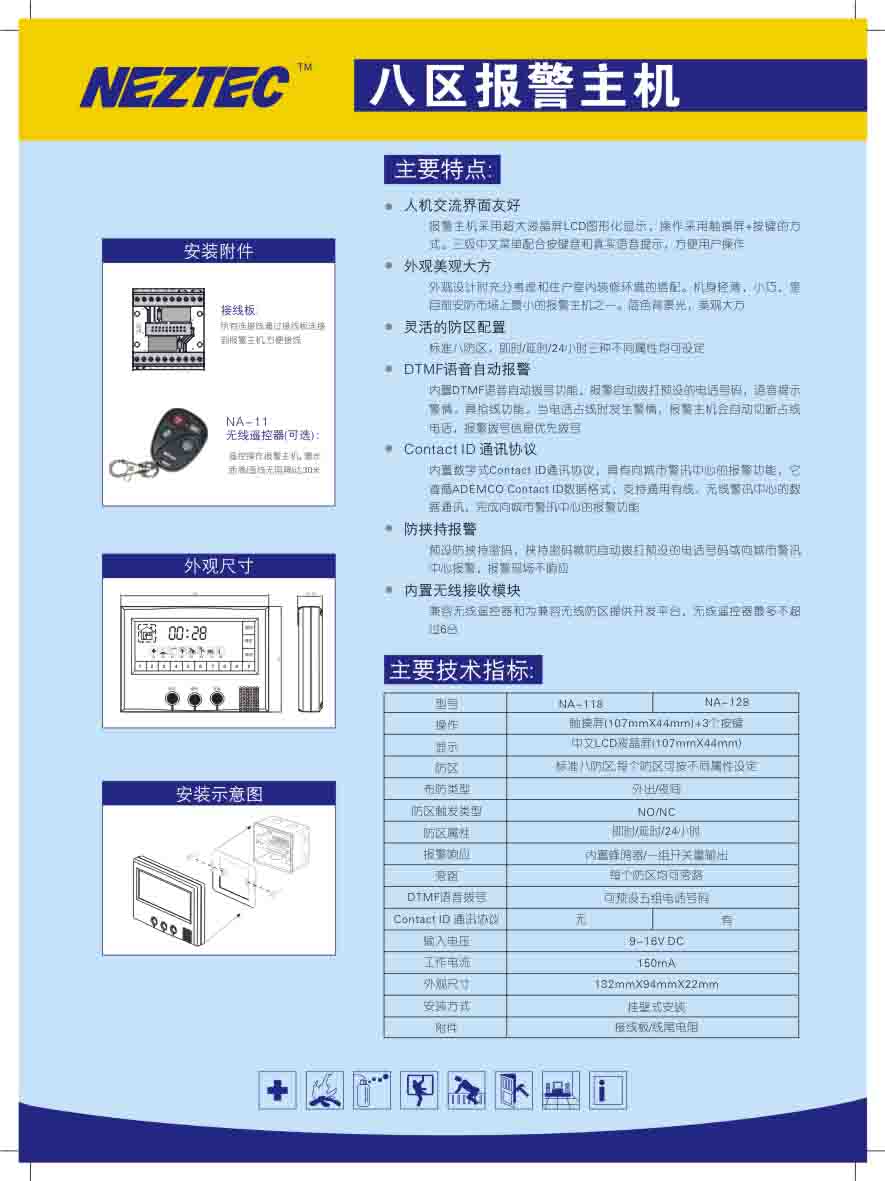 NEZTEC TM
八区报警主机
安装附件
接线板:
所有连接线通过接线板连接
到报警主机,方便接线
NA-11
无线遥控器(可选):
外观尺寸
00:28
1 2 3 4 5 6 7 8
安装示意图
主要特点:
人机交流界面友好
报警主机采用超大液晶屏LCD图形化显示，操作采用触摸屏+按键的方
式。三级中文菜单配合按键音和真实语音提示，方便用户操作
外观美观大方
外观设计时充分考虑和住户室内装修环境的搭配。机身轻薄，小巧，是
目前安防市场上最小的报警主机之一。蓝色背景光，美观大方
灵活的防区配置
标准八防区，即时/延时/24小时三种不同属性均可设定
DTMF语音自动报警
内置DTMF语音自动拨号功能，报警自动拨打预设的电话号码，语音提示
警情。具抢线功能。当电话占线时发生警情，报警主机会自动切断占线
电话，报警拨号信息优先拨号
Contact ID 通讯协议
内置数字式Contact ID通讯协议，具有向城市警讯中心的报警功能，它
遵循ADEMCO Contact ID数据格式，支持通用有线、无线警讯中心的数
据通讯，完成向城市警讯中心的报警功能
防挟持报警
预设防挟持密码，挟持密码撤防自动拨打预设的电话号码或向城市警讯
中心报警，报警现场不响应
内置无线接收模块
兼容无线遥控器和为兼容无线防区提供开发平台，无线遥控器最多不超
过6台
主要技术指标:
型号 NA-118 NA-128
操作 触摸屏(107mmX44mm)+3个按键
显示 中文LCD液晶屏(107mmX44mm)
防区 标准八防区,每个防区可按不同属性设定
布防类型 外出/夜间
防区触发类型 NO/NC
防区属性 即时/延时/24小时
报警响应 内置蜂鸣器/一组开关量输出
旁路 每个防区均可旁路
DTMF语音拨号 可预设五组电话号码
Contact ID 通讯协议 无 有
输入电压 9-16V DC
工作电流 150mA
外观尺寸 132mmX94mmX22mm
安装方式 挂壁式安装
附件 接线板/线尾电阻